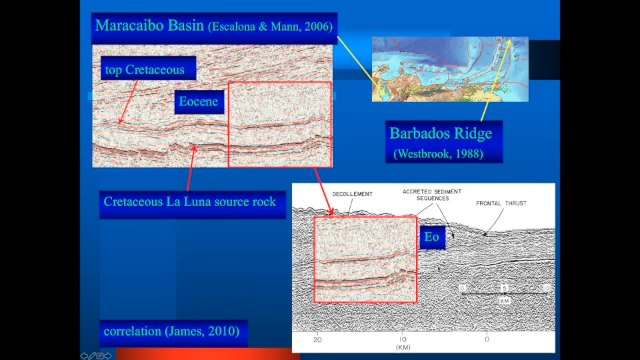 Maracaibo Basin (Escalona & Mann, 2006)
top Cretaceous
Eocene
Barbados Ridge
(Westbrook, 1988)
Cretaceous La Luna source rock
DECOLLEMENT
ACCRETED SEDIMENT
SEQUENCES
FRONTAL THRUST
Eo
KM
correlation (James, 2010)
20
10
0
(KM)